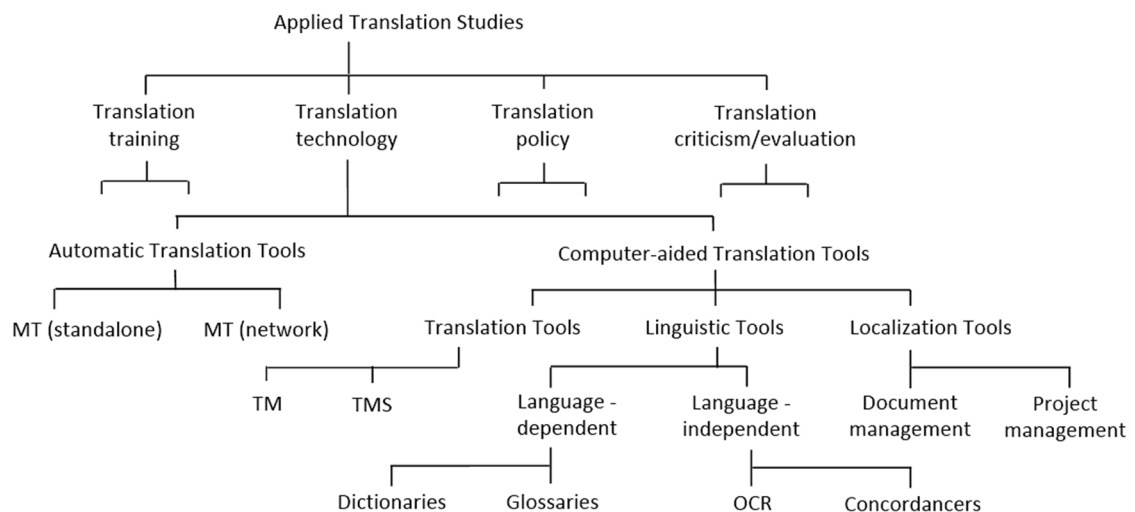 Applied Translation Studies
Translation training
Translation technology
Translation policy
Translation criticism/evaluation
Automatic Translation Tools
Computer-aided Translation Tools
MT (standalone)
MT (network)
Translation Tools
Linguistic Tools
Localization Tools
TM
TMS
Language -
dependent
Language -
independent
Document
management
Project
management
Dictionaries
Glossaries
OCR
Concordancers